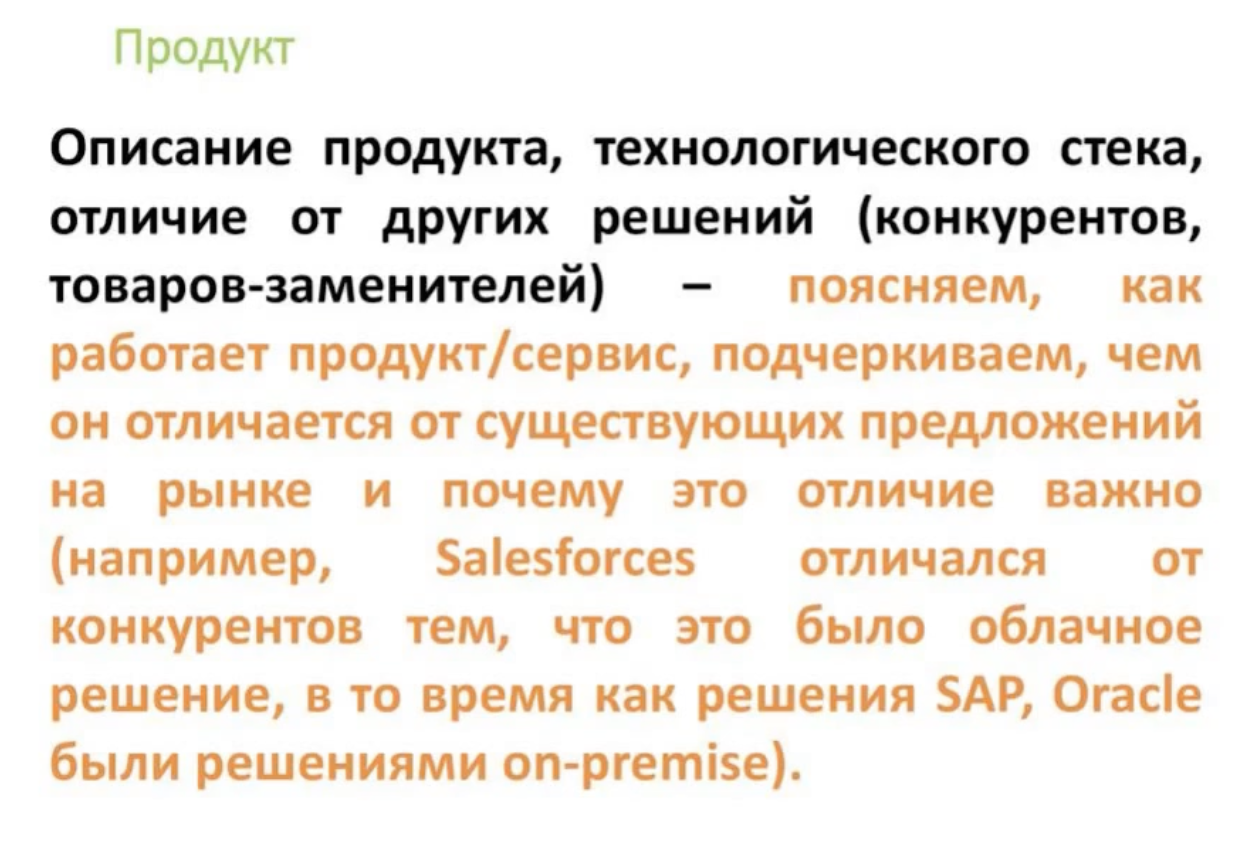 Продукт
Описание продукта, технологического стека,
отличие от других решений (конкурентов,
товаров-заменителей) – поясняем, как
работает продукт/сервис, подчеркиваем, чем
он отличается от существующих предложений
на рынке и почему это отличие важно
(например, Salesforces отличался от
конкурентов тем, что это было облачное
решение, в то время как решения SAP, Oracle
были решениями on-premise).